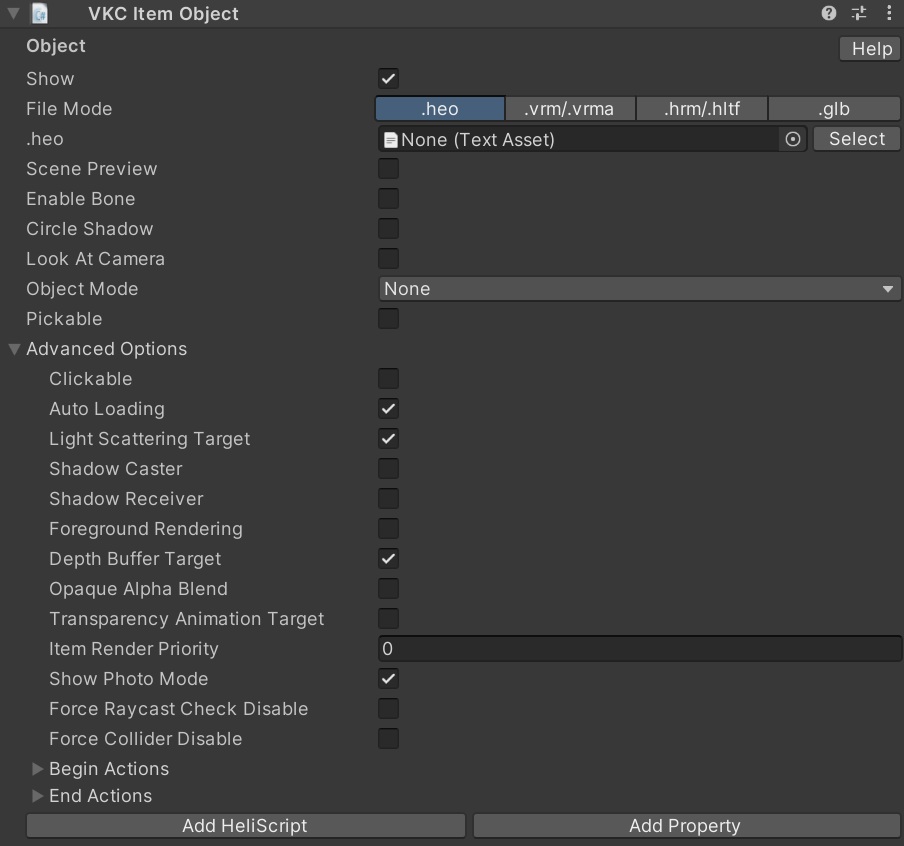 VKC Item Object
Object
Help
Show
File Mode .heo .vrm/.vrma .hrm/.hltf .glb
.heo None (Text Asset) Select
Scene Preview
Enable Bone
Circle Shadow
Look At Camera
Object Mode None
Pickable
Advanced Options
Clickable
Auto Loading
Light Scattering Target
Shadow Caster
Shadow Receiver
Foreground Rendering
Depth Buffer Target
Opaque Alpha Blend
Transparency Animation Target
Item Render Priority 0
Show Photo Mode
Force Raycast Check Disable
Force Collider Disable
Begin Actions
End Actions
Add HeliScript Add Property